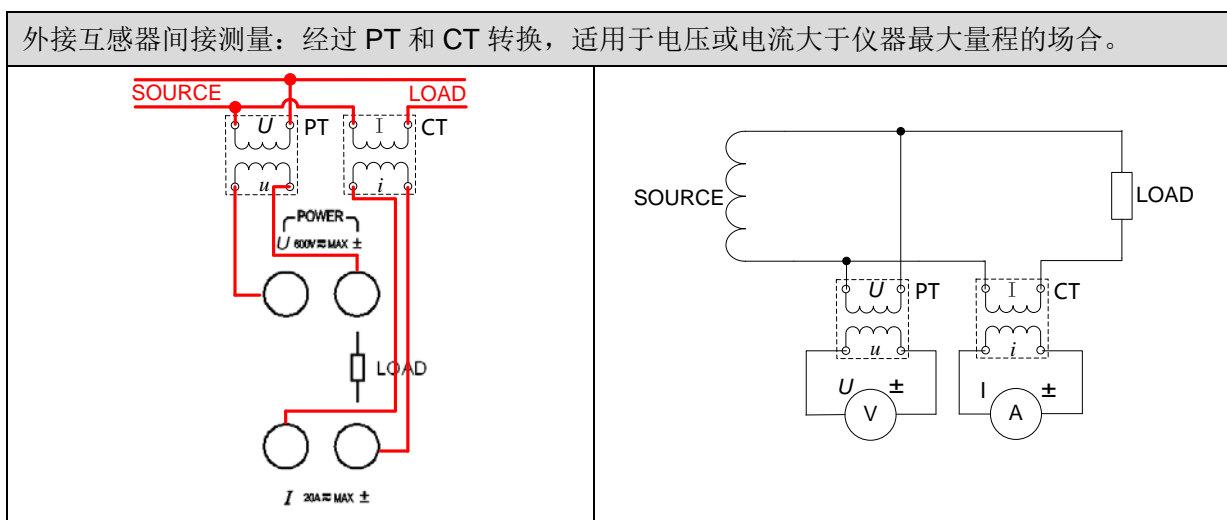 外接互感器间接测量：经过 PT 和 CT 转换，适用于电压或电流大于仪器最大量程的场合。
SOURCE LOAD
U PT I CT
u i
POWER
U 600V≂MAX ±
LOAD
I 20A≂MAX ±
SOURCE LOAD
U PT I CT
u i
U ± I ±
V A